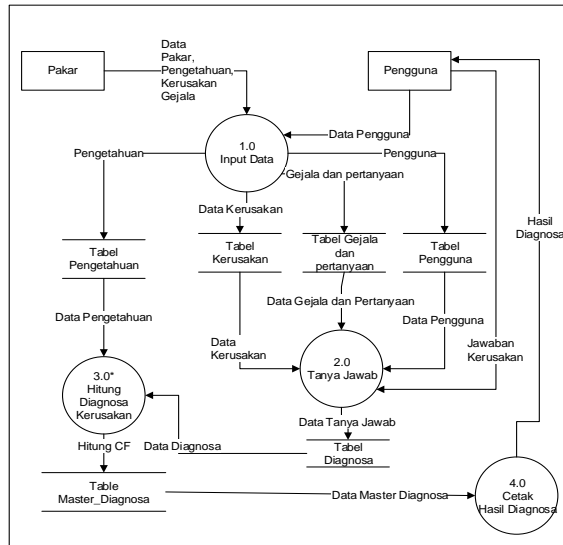 Pakar
Data
Pakar,
Pengetahuan,
Kerusakan
Gejala
Pengguna
Data Pengguna
1.0
Input Data
Pengetahuan
Pengguna
Gejala dan pertanyaan
Data Kerusakan
Hasil
Diagnosa
Tabel
Pengetahuan
Tabel
Kerusakan
Tabel Gejala
dan
pertanyaan
Tabel
Pengguna
Data Gejala dan Pertanyaan
Data Pengetahuan
Data Pengguna
Data
Kerusakan
Jawaban
Kerusakan
2.0
Tanya Jawab
3.0*
Hitung
Diagnosa
Kerusakan
Data Tanya Jawab
Hitung CF
Data Diagnosa
Tabel
Diagnosa
Table
Master_Diagnosa
Data Master Diagnosa
4.0
Cetak
Hasil Diagnosa